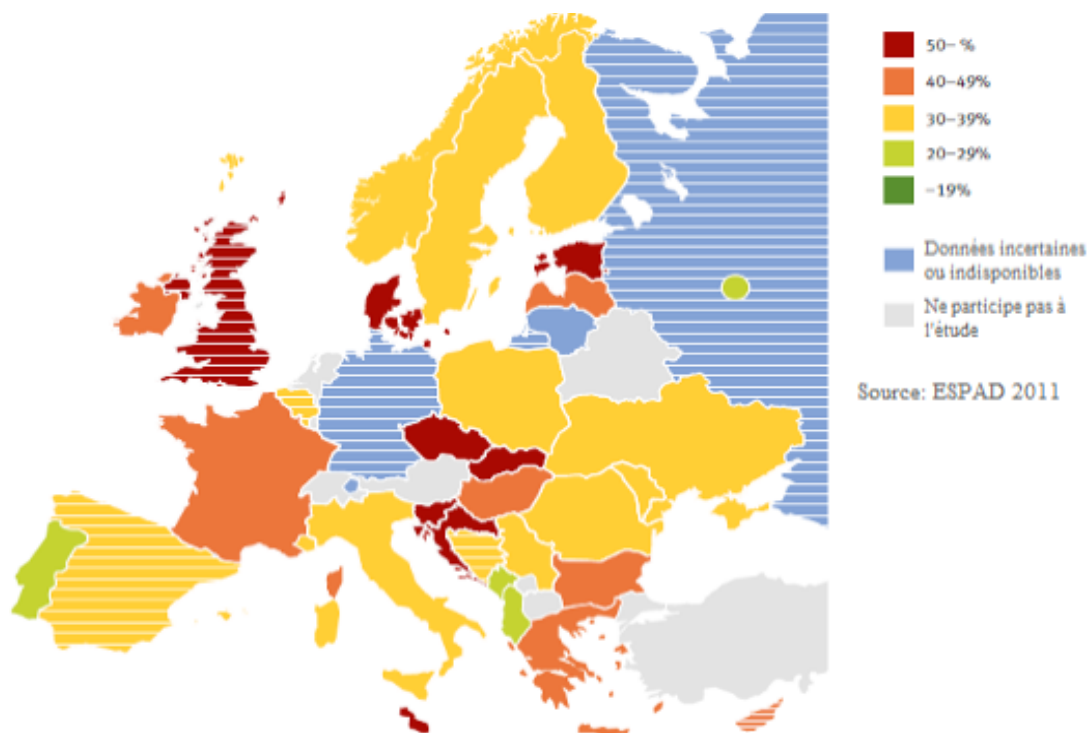 50– %
40–49%
30–39%
20–29%
–19%
Données incertaines
ou indisponibles
Ne participe pas à
l'étude
Source: ESPAD 2011